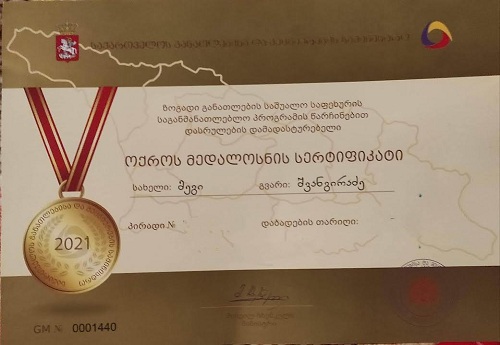 ზოგადი განათლების საშუალო საფეხურის
საგანმანათლებლო პროგრამის წარჩინებით
დასრულების დამადასტურებელი
ოქროს მედალოსნის სერტიფიკატი
სახელი: მეგი გვარი: შვანგირაძე
პირადი № დაბადების თარიღი:
2021
GM № 0001440